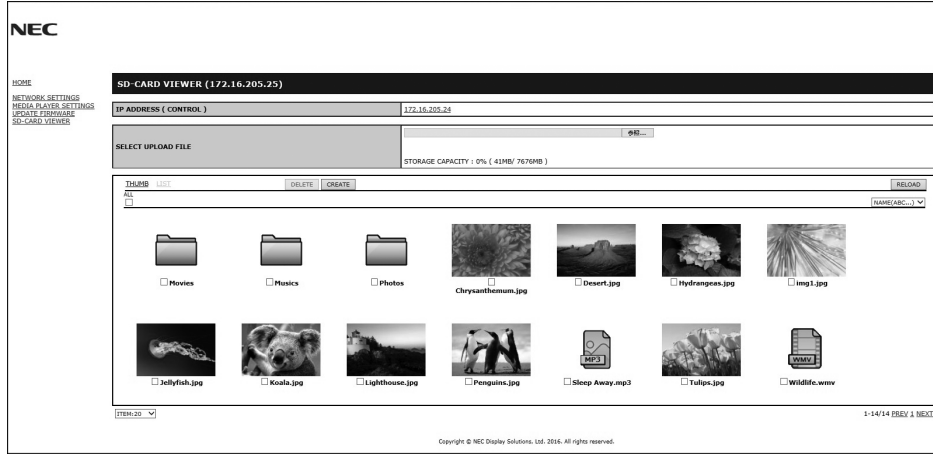 NEC
HOME
NETWORK SETTINGS
MEDIA PLAYER SETTINGS
UPDATE FIRMWARE
SD-CARD VIEWER
SD-CARD VIEWER (172.16.205.25)
IP ADDRESS ( CONTROL )
172.16.205.24
SELECT UPLOAD FILE
参照...
STORAGE CAPACITY : 0% ( 41MB/ 7676MB )
THUMB LIST DELETE CREATE RELOAD
ALL
NAME(ABC...)
Movies Musics Photos Chrysanthemum.jpg Desert.jpg Hydrangeas.jpg img1.jpg
MP3 WMV
Jellyfish.jpg Koala.jpg Lighthouse.jpg Penguins.jpg Sleep Away.mp3 Tulips.jpg Wildlife.wmv
ITEM:20 1-14/14 PREV 1 NEXT
Copyright © NEC Display Solutions, Ltd. 2016. All rights reserved.